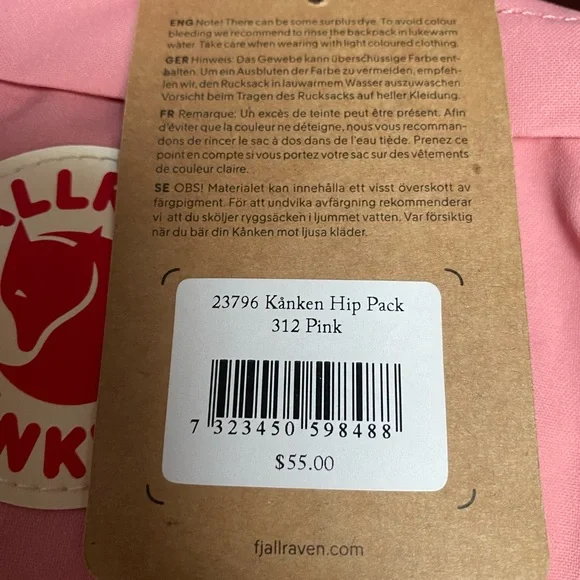 ENG Note! There can be some surplus dye. To avoid colour
bleeding we recommend to rinse the backpack in lukewarm
water. Take care when wearing with light coloured clothing.
GER Hinweis: Das Gewebe kann überschüssige Farbe ent-
halten. Um ein Ausbluten der Farbe zu vermeiden, empfeh-
len wir, den Rucksack in lauwarmem Wasser auszuwaschen.
Vorsicht beim Tragen des Rucksacks auf heller Kleidung.
FR Remarque: Un excès de teinte peut être présent. Afin
d'éviter que la couleur ne déteigne, nous vous recomman-
dons de rincer le sac à dos dans de l'eau tiède. Prenez ce
point en compte si vous portez votre sac sur des vêtements
de couleur claire.
SE OBS! Materialet kan innehålla ett visst överskott av
färgpigment. För att undvika avfärgning rekommenderar
vi att du sköljer ryggsäcken i ljummet vatten. Var försiktig
när du bär din Kånken mot ljusa kläder.
23796 Kånken Hip Pack
312 Pink
7 323450 598488
$55.00
fjallraven.com